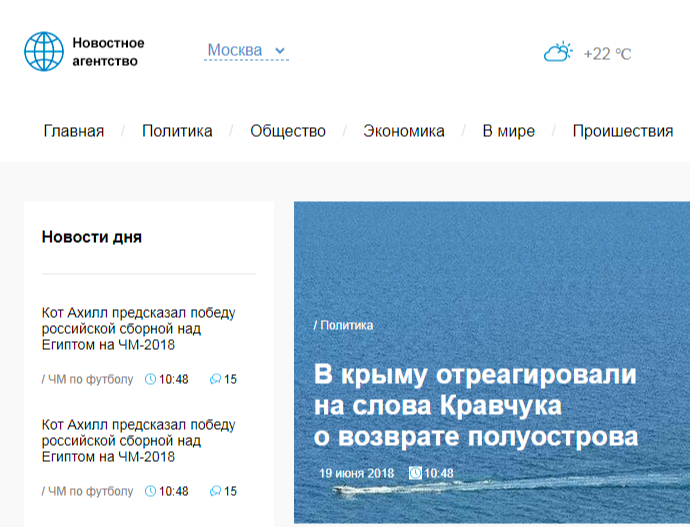 Новостное
агентство
Москва
+22 °C
Главная / Политика / Общество / Экономика / В мире / Проишествия
Новости дня
Кот Ахилл предсказал победу
российской сборной над
Египтом на ЧМ-2018
/ ЧМ по футболу 10:48 15
Кот Ахилл предсказал победу
российской сборной над
Египтом на ЧМ-2018
/ ЧМ по футболу 10:48 15
/ Политика
В крыму отреагировали
на слова Кравчука
о возврате полуострова
19 июня 2018 10:48